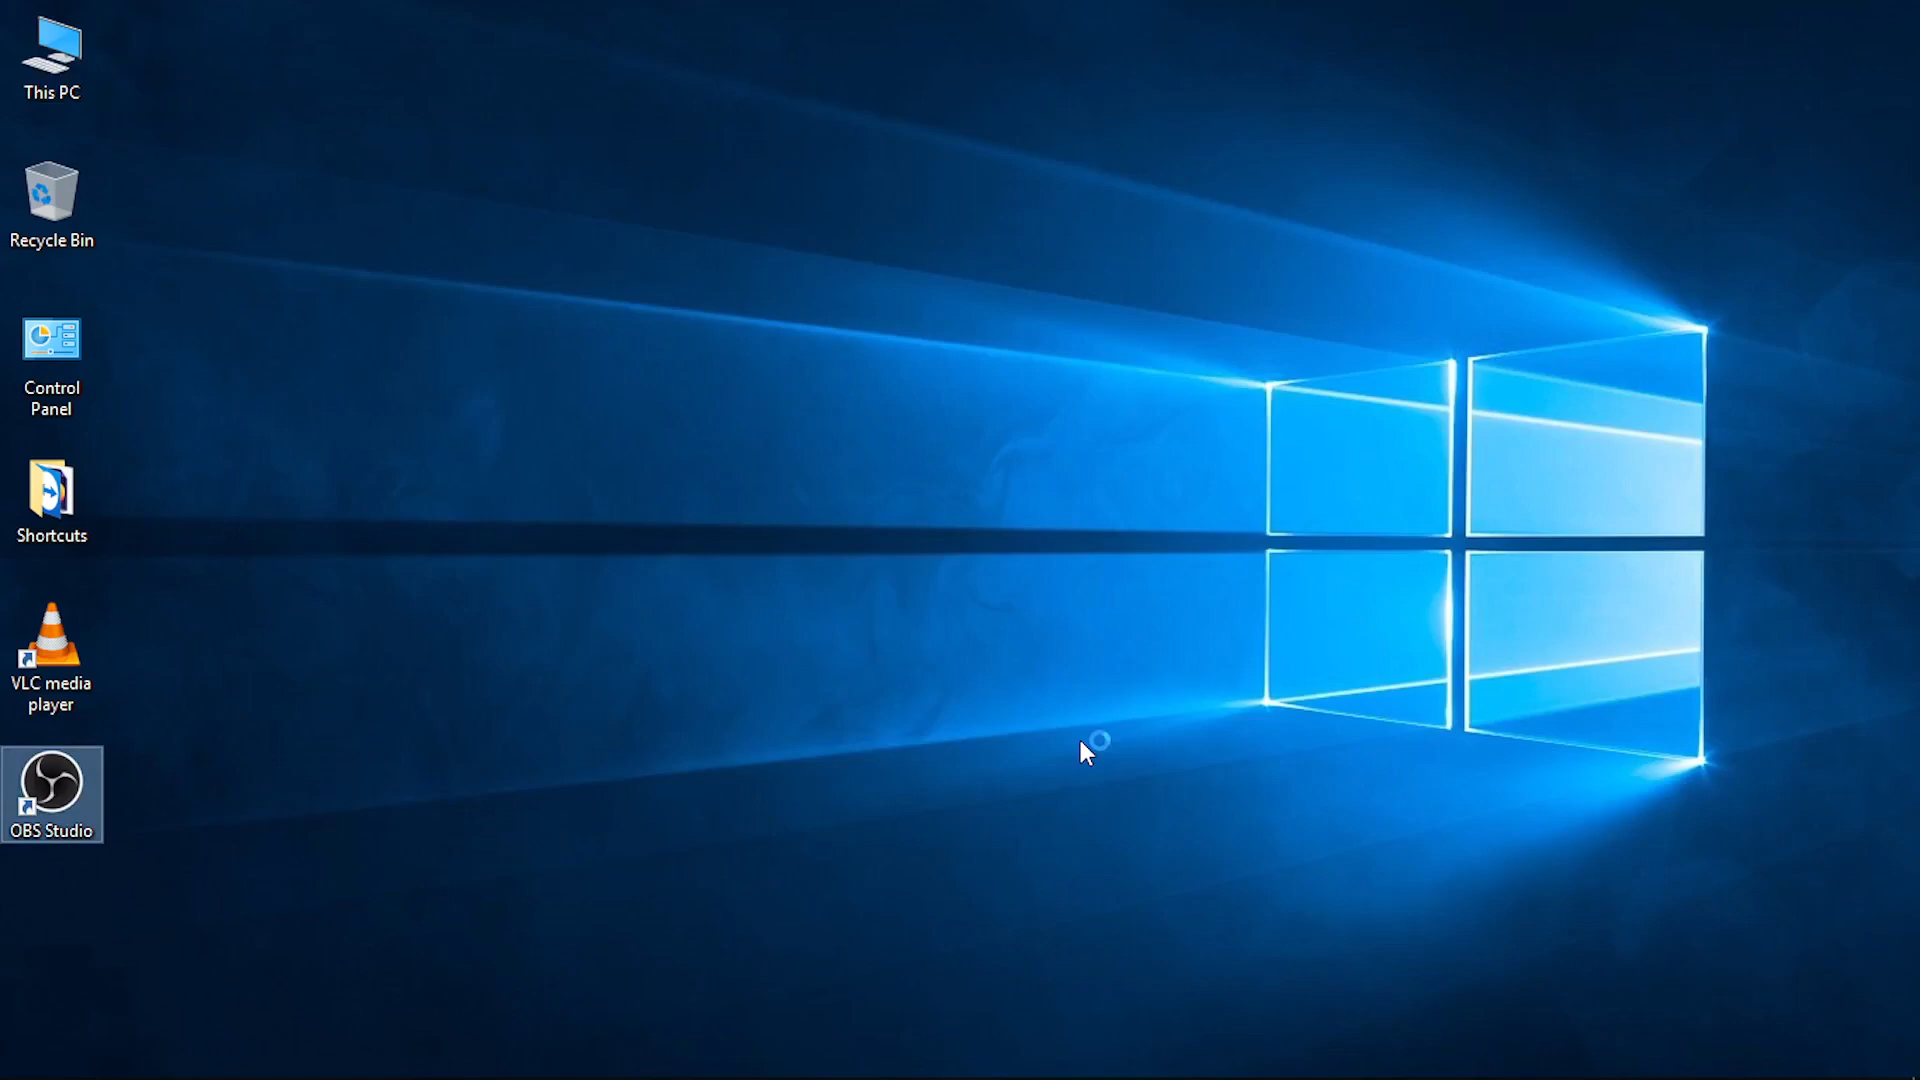 This PC
Recycle Bin
Control
Panel
Shortcuts
VLC media
player
OBS Studio